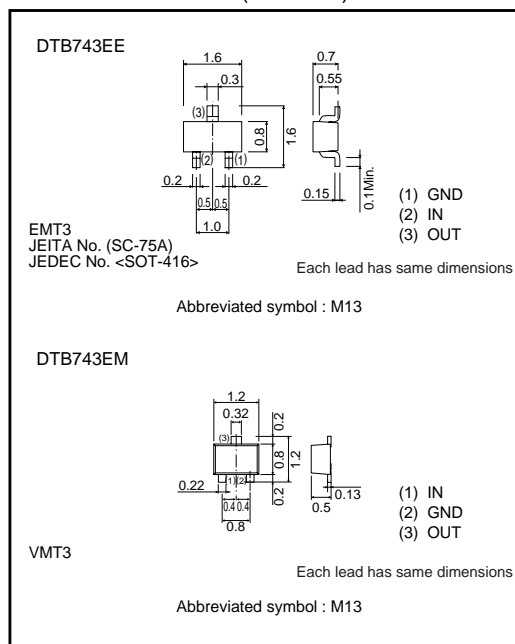 DTB743EE
1.6
0.3
(3)
0.8
1.6
(2)
(1)
0.2
0.2
0.5
0.5
1.0
0.7
0.55
0.15
0.1Min.
(1) GND
(2) IN
(3) OUT
EMT3
JEITA No. (SC-75A)
JEDEC No. <SOT-416>
Each lead has same dimensions
Abbreviated symbol : M13
DTB743EM
1.2
0.32
(3)
0.2
0.8
1.2
0.22
(1)
(2)
0.4
0.4
0.8
0.2
0.13
0.5
(1) IN
(2) GND
(3) OUT
VMT3
Each lead has same dimensions
Abbreviated symbol : M13